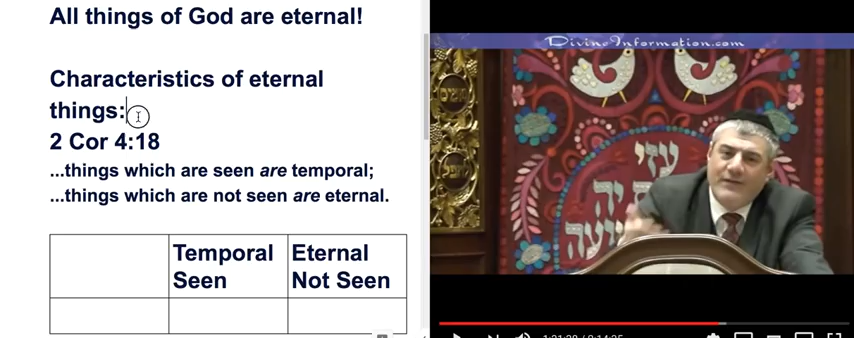 All things of God are eternal!
Characteristics of eternal
things:
2 Cor 4:18
...things which are seen are temporal;
...things which are not seen are eternal.
Temporal
Seen
Eternal
Not Seen
DivineInformation.com
עזי